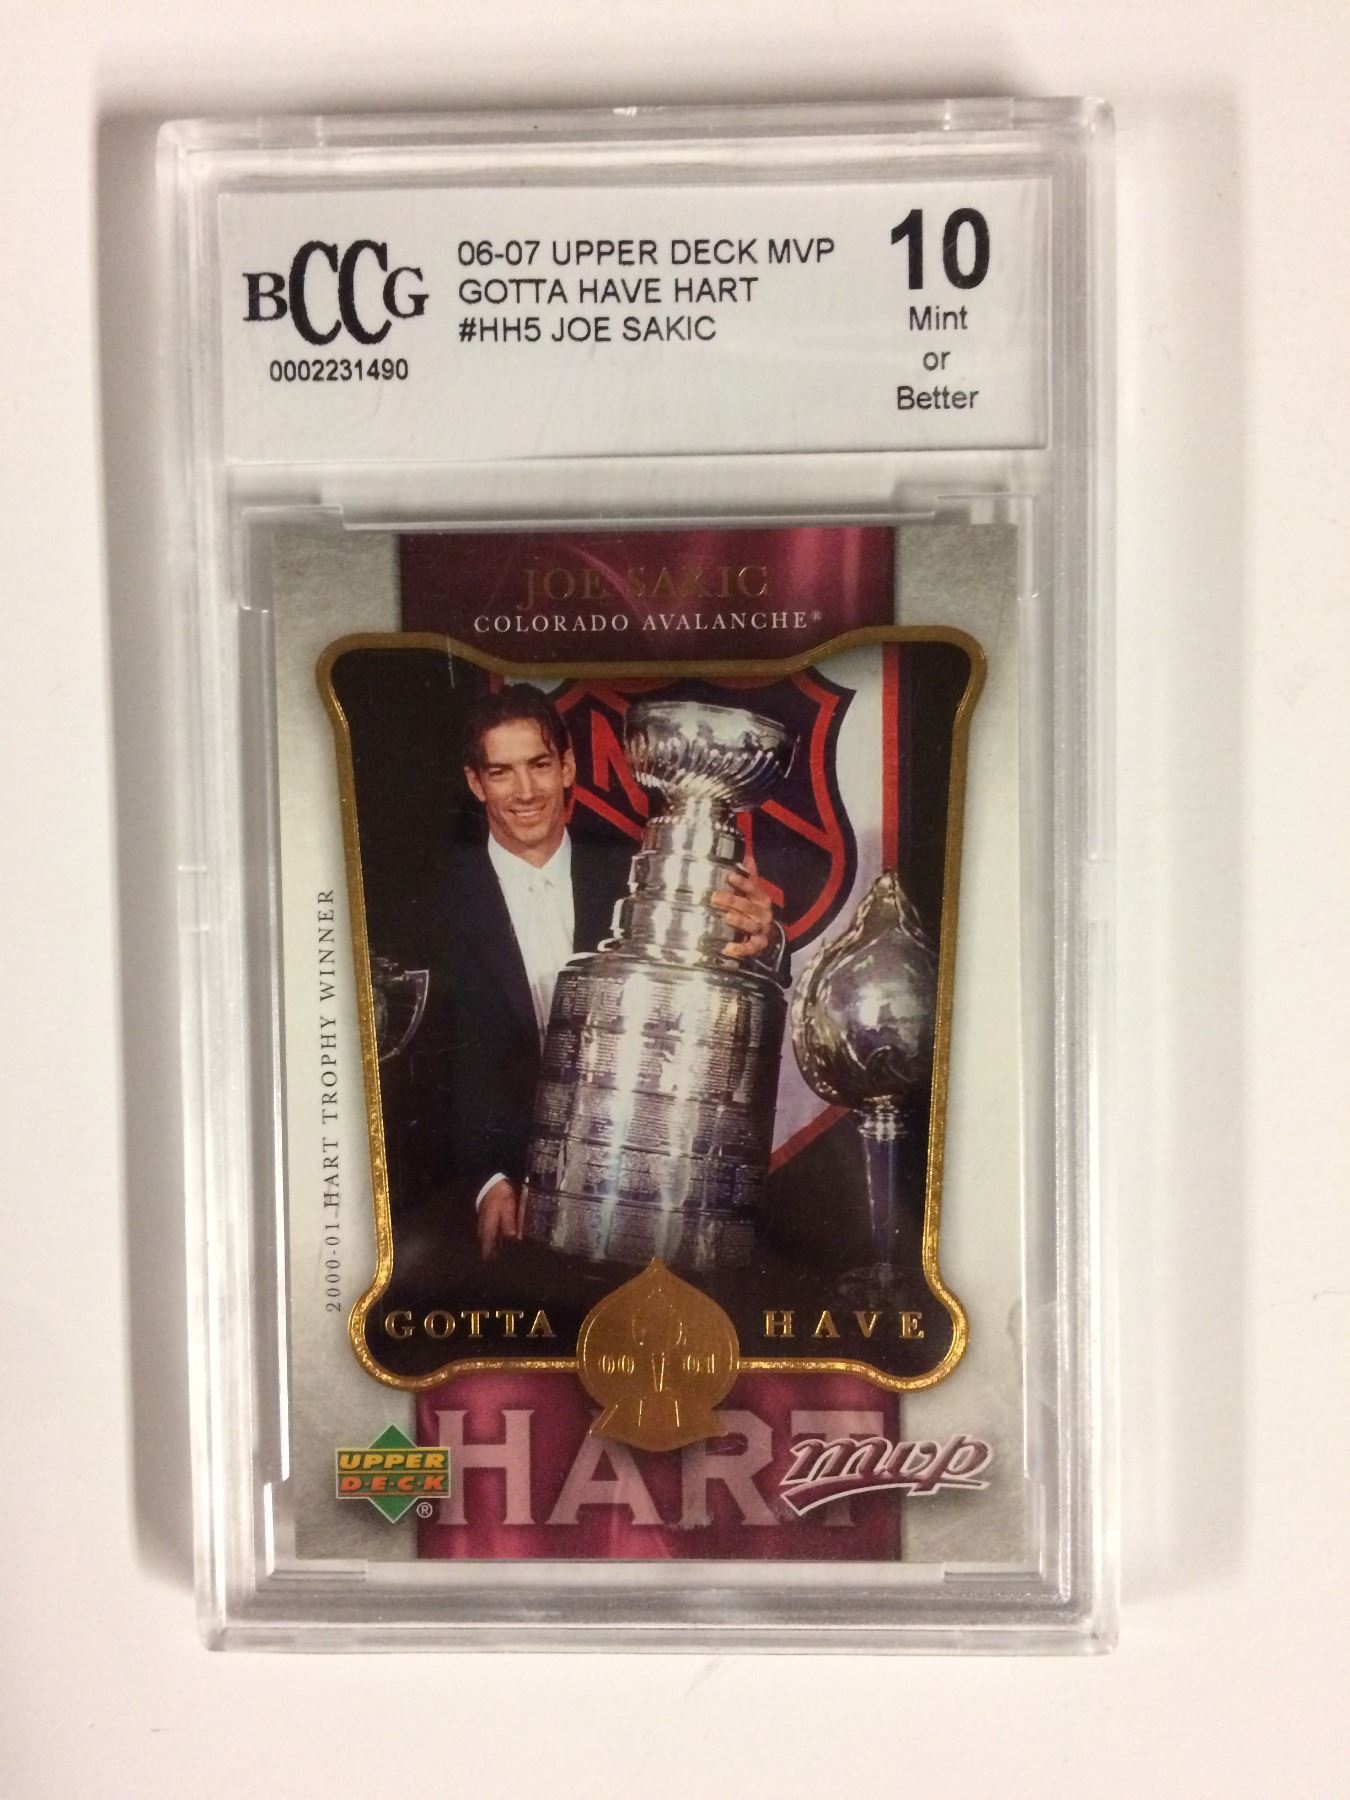 BCCG
0002231490
06-07 UPPER DECK MVP
GOTTA HAVE HART
#HH5 JOE SAKIC
10
Mint
or
Better
JOE SAKIC
COLORADO AVALANCHE®
2000-01 HART TROPHY WINNER
GOTTA HAVE
00 01
HART
UPPER
D·E·C·K
®
mvp